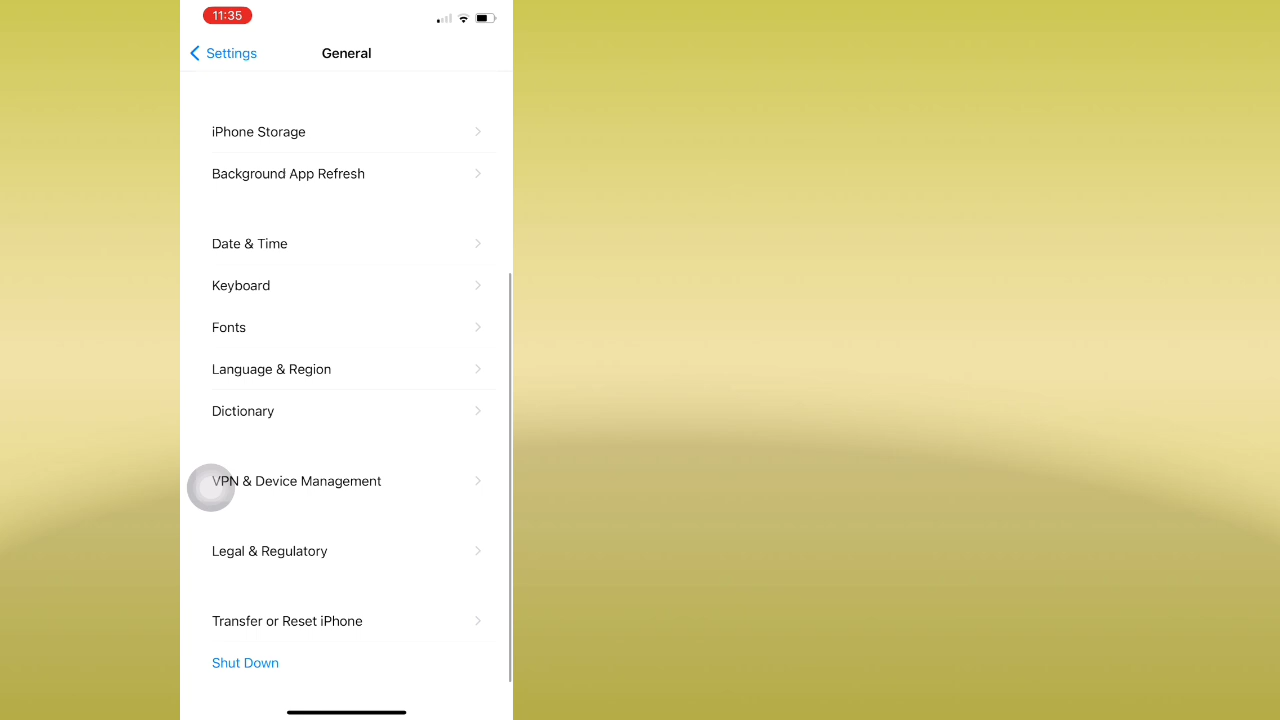 11:35
Settings
General
iPhone Storage
Background App Refresh
Date & Time
Keyboard
Fonts
Language & Region
Dictionary
VPN & Device Management
Legal & Regulatory
Transfer or Reset iPhone
Shut Down